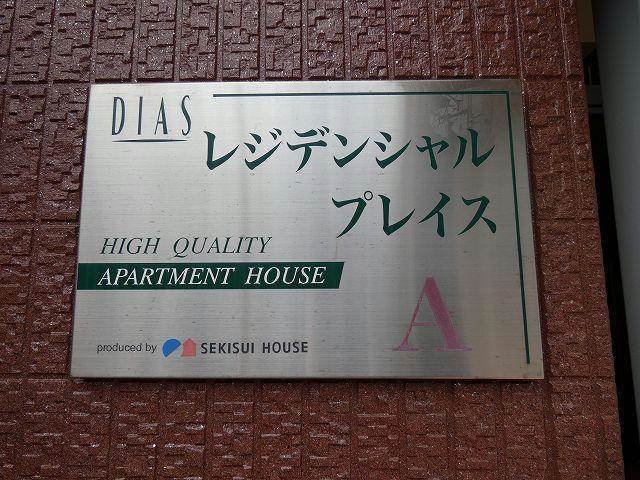 DIAS
レジデンシャル
プレイス
HIGH QUALITY
APARTMENT HOUSE
A
produced by SEKISUI HOUSE